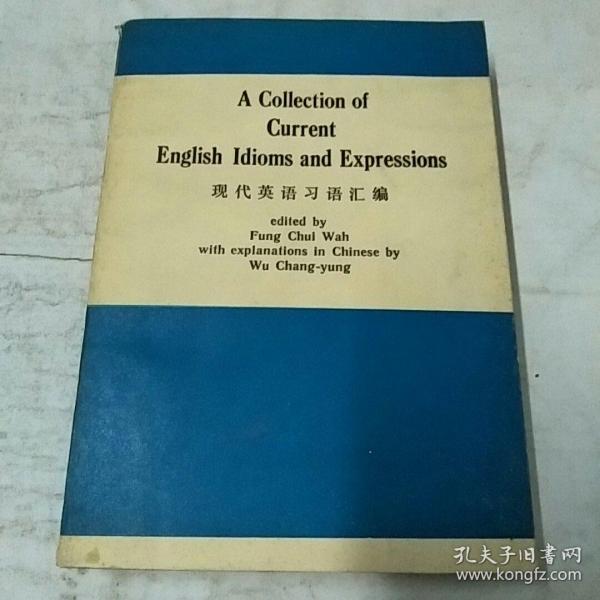 A Collection of
Current
English Idioms and Expressions
现代英语习语汇编
edited by
Fung Chui Wah
with explanations in Chinese by
Wu Chang-yung
孔夫子旧书网
www.kongfz.com